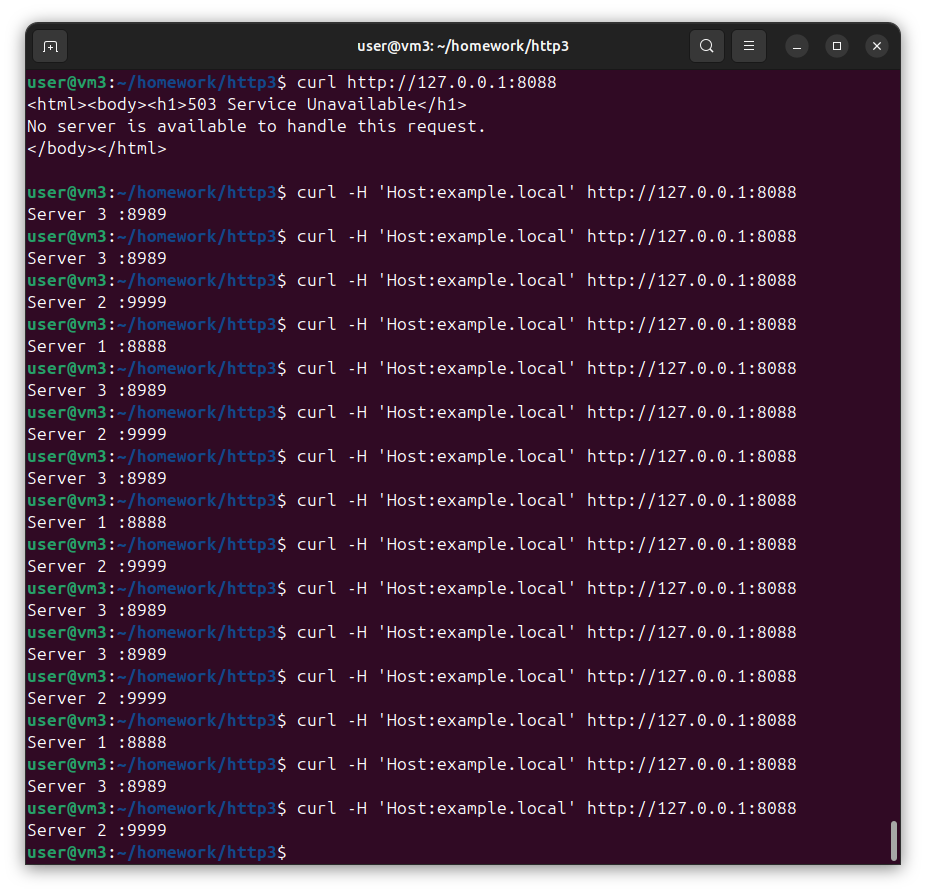 user@vm3: ~/homework/http3
user@vm3:~/homework/http3$ curl http://127.0.0.1:8088
<html><body><h1>503 Service Unavailable</h1>
No server is available to handle this request.
</body></html>
user@vm3:~/homework/http3$ curl -H 'Host:example.local' http://127.0.0.1:8088
Server 3 :8989
user@vm3:~/homework/http3$ curl -H 'Host:example.local' http://127.0.0.1:8088
Server 3 :8989
user@vm3:~/homework/http3$ curl -H 'Host:example.local' http://127.0.0.1:8088
Server 2 :9999
user@vm3:~/homework/http3$ curl -H 'Host:example.local' http://127.0.0.1:8088
Server 1 :8888
user@vm3:~/homework/http3$ curl -H 'Host:example.local' http://127.0.0.1:8088
Server 3 :8989
user@vm3:~/homework/http3$ curl -H 'Host:example.local' http://127.0.0.1:8088
Server 2 :9999
user@vm3:~/homework/http3$ curl -H 'Host:example.local' http://127.0.0.1:8088
Server 3 :8989
user@vm3:~/homework/http3$ curl -H 'Host:example.local' http://127.0.0.1:8088
Server 1 :8888
user@vm3:~/homework/http3$ curl -H 'Host:example.local' http://127.0.0.1:8088
Server 2 :9999
user@vm3:~/homework/http3$ curl -H 'Host:example.local' http://127.0.0.1:8088
Server 3 :8989
user@vm3:~/homework/http3$ curl -H 'Host:example.local' http://127.0.0.1:8088
Server 3 :8989
user@vm3:~/homework/http3$ curl -H 'Host:example.local' http://127.0.0.1:8088
Server 2 :9999
user@vm3:~/homework/http3$ curl -H 'Host:example.local' http://127.0.0.1:8088
Server 1 :8888
user@vm3:~/homework/http3$ curl -H 'Host:example.local' http://127.0.0.1:8088
Server 3 :8989
user@vm3:~/homework/http3$ curl -H 'Host:example.local' http://127.0.0.1:8088
Server 2 :9999
user@vm3:~/homework/http3$